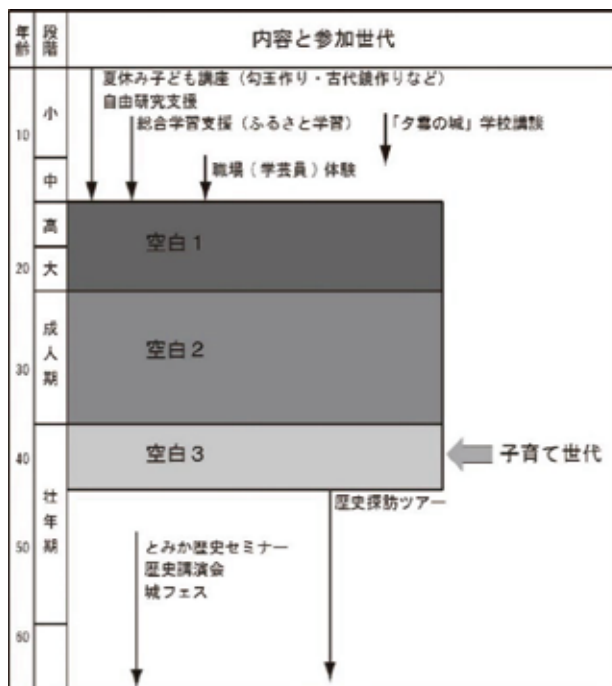 年齢
段階
内容と参加世代
夏休み子ども講座（勾玉作り・古代鏡作りなど）
自由研究支援
小
総合学習支援（ふるさと学習）
「夕雲の城」学校講談
10
職場（学芸員）体験
中
高
空白1
20
大
成人期
空白2
30
空白3
子育て世代
40
歴史探訪ツアー
壮年期
50
とみか歴史セミナー
歴史講演会
城フェス
60